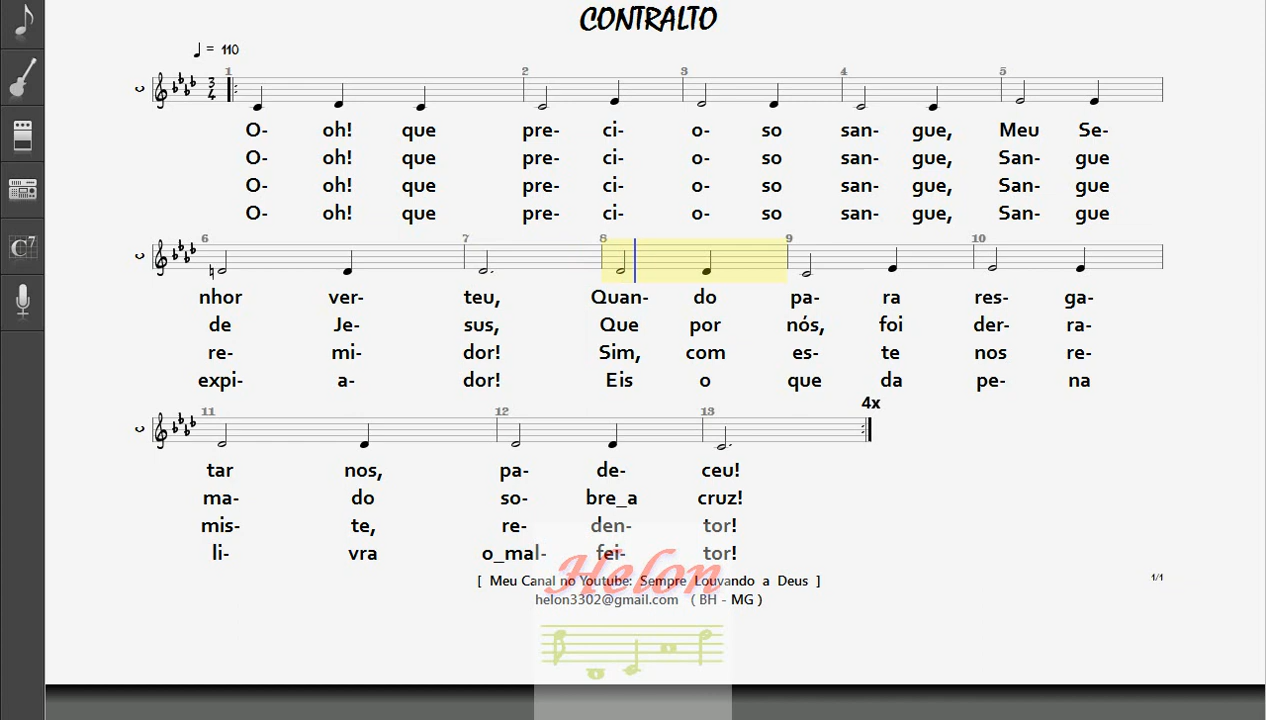 CONTRALTO
= 110
1 2 3 4 5
3
4
O- oh! que pre- ci- o- so san- gue, Meu Se-
O- oh! que pre- ci- o- so san- gue, San- gue
O- oh! que pre- ci- o- so san- gue, San- gue
O- oh! que pre- ci- o- so san- gue, San- gue
6 7 8 9 10
C7
nhor ver- teu, Quan- do pa- ra res- ga-
de Je- sus, Que por nós, foi der- ra-
re- mi- dor! Sim, com es- te nos re-
expi- a- dor! Eis o que da pe- na
4x
11 12 13
tar nos, pa- de- ceu!
ma- do so- bre_a cruz!
mis- te, re- den- tor!
li- vra o_mal- fei- tor!
Helon
[ Meu Canal no Youtube: Sempre Louvando a Deus ]
1/1
helon3302@gmail.com ( BH - MG )